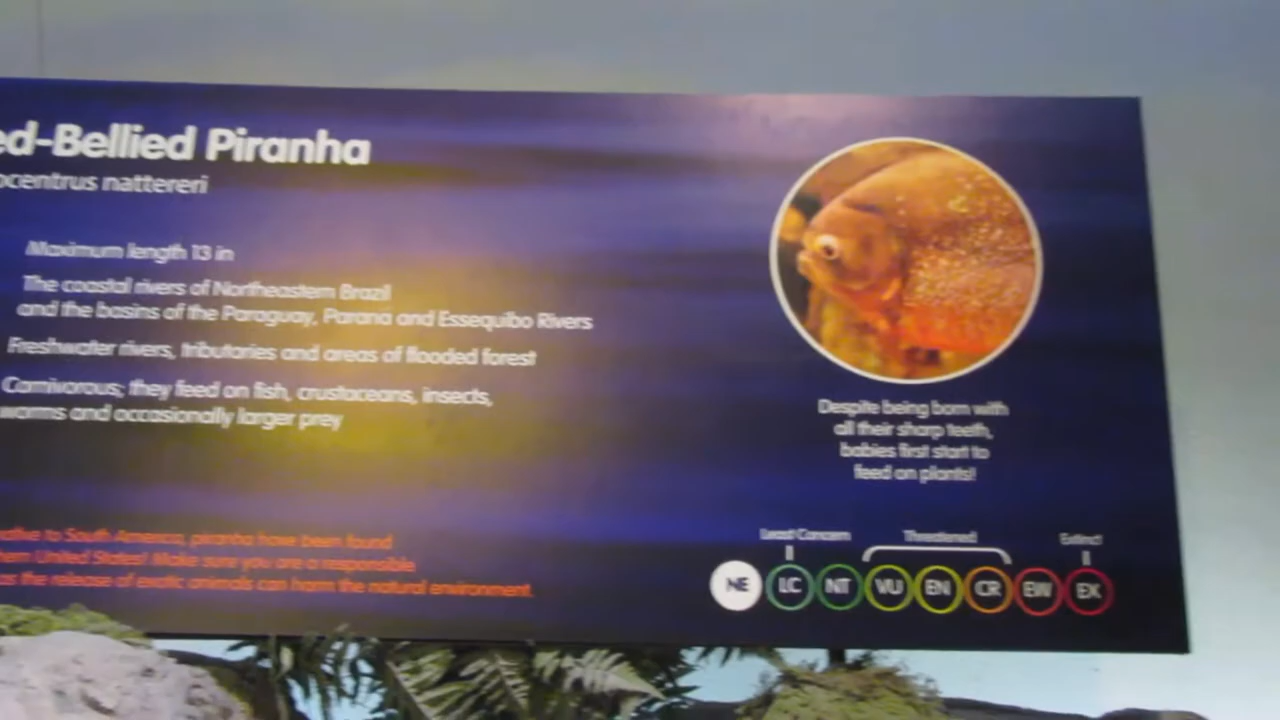 ed-Bellied Piranha
ocentrus nattereri
Maximum length 13 in
The coastal rivers of Northeastern Brazil
and the basins of the Paraguay, Parana and Essequibo Rivers
Freshwater rivers, tributaries and areas of flooded forest
Carnivorous; they feed on fish, crustaceans, insects,
worms and occasionally larger prey
Despite being born with
all their sharp teeth,
babies first start to
feed on plants!
native to South America, piranha have been found
hern United States! Make sure you are a responsible
as the release of exotic animals can harm the natural environment.
Least Concern
Threatened
Extinct
NE LC NT VU EN CR EW EX